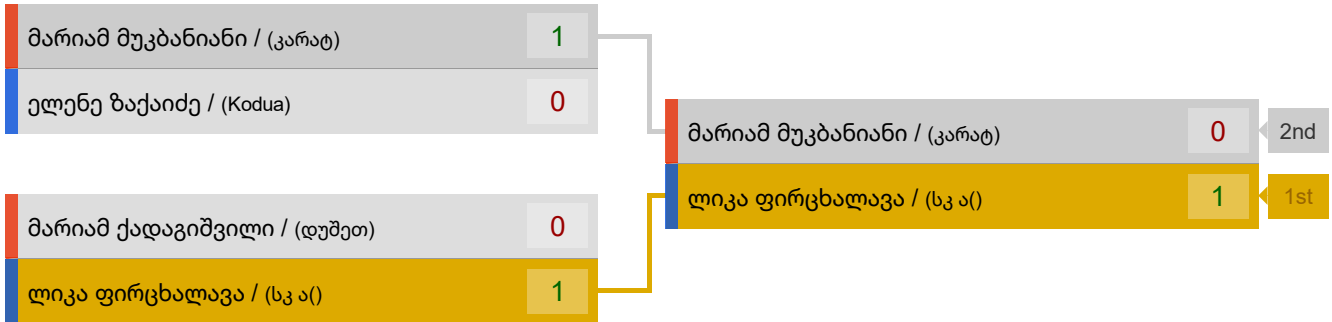 მარიამ მუკბანიანი / (კარატ) 1
ელენე ზაქაიძე / (Kodua) 0
მარიამ ქადაგიშვილი / (დუშეთ) 0
ლიკა ფირცხალავა / (სკ ა() 1
მარიამ მუკბანიანი / (კარატ) 0 2nd
ლიკა ფირცხალავა / (სკ ა() 1 1st